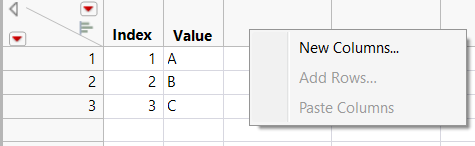 Index Value
1 1 A
2 2 B
3 3 C
New Columns...
Add Rows...
Paste Columns